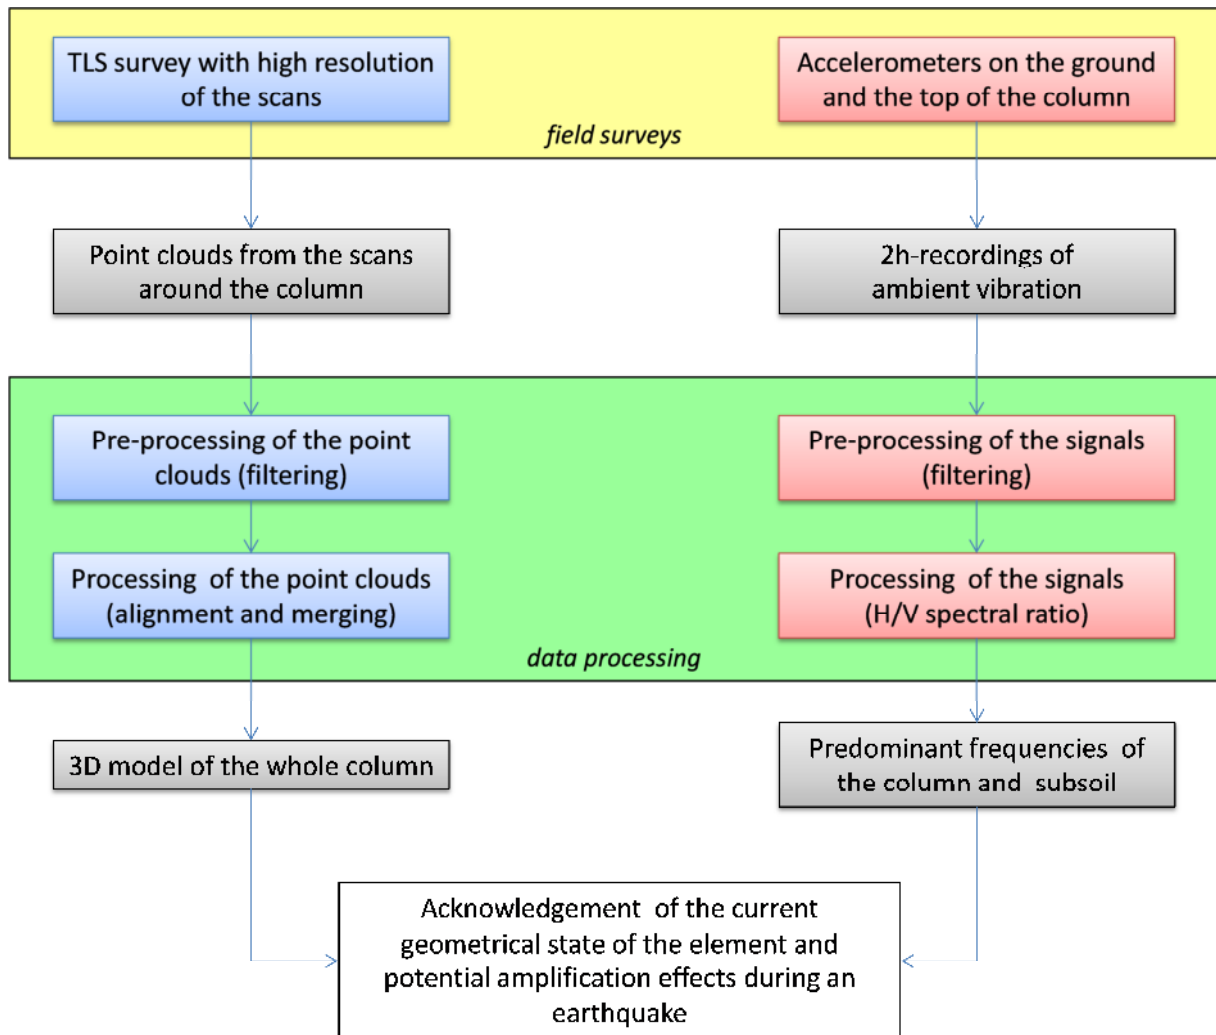 TLS survey with high resolution
of the scans
Accelerometers on the ground
and the top of the column
field surveys
Point clouds from the scans
around the column
2h-recordings of
ambient vibration
Pre-processing of the point
clouds (filtering)
Pre-processing of the signals
(filtering)
Processing of the point clouds
(alignment and merging)
Processing of the signals
(H/V spectral ratio)
data processing
3D model of the whole column
Predominant frequencies of
the column and subsoil
Acknowledgement of the current
geometrical state of the element and
potential amplification effects during an
earthquake